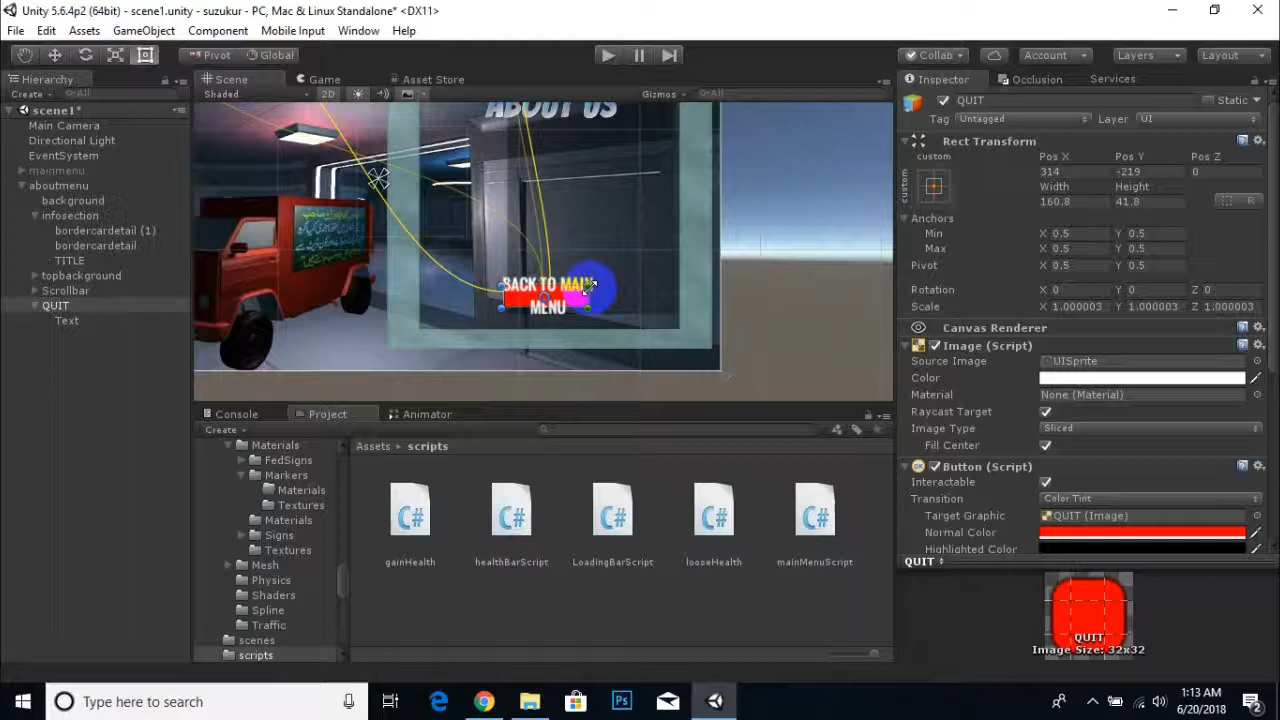 Unity 5.6.4p2 (64bit) - scene1.unity - suzukur - PC, Mac & Linux Standalone* <DX11>
File Edit Assets GameObject Component Mobile Input Window Help
Pivot Global Collab Account Layers Layout
Hierarchy
Create All
scene1*
Main Camera
Directional Light
EventSystem
mainmenu
aboutmenu
background
infosection
bordercardetail (1)
bordercardetail
TITLE
topbackground
Scrollbar
QUIT
Text
Scene Game Asset Store
Shaded 2D Gizmos All
ABOUT US
BACK TO MAIN
MENU
Console Project Animator
Create
Materials
FedSigns
Markers
Materials
Textures
Materials
Signs
Textures
Mesh
Physics
Shaders
Spline
Traffic
scenes
scripts
Assets scripts
C# C# C# C# C#
gainHealth healthBarScript LoadingBarScript looseHealth mainMenuScript
Inspector Occlusion Services
QUIT Static
Tag Untagged Layer UI
Rect Transform
custom Pos X Pos Y Pos Z
custom 314 -219 0
Width Height
160.8 41.8 R
Anchors
Min X 0.5 Y 0.5
Max X 0.5 Y 0.5
Pivot X 0.5 Y 0.5
Rotation X 0 Y 0 Z 0
Scale X 1.000003 Y 1.000003 Z 1.000003
Canvas Renderer
Image (Script)
Source Image UISprite
Color
Material None (Material)
Raycast Target
Image Type Sliced
Fill Center
Button (Script)
OK
Interactable
Transition Color Tint
Target Graphic QUIT (Image)
Normal Color
Highlighted Color
QUIT
QUIT
Image Size: 32x32
Type here to search
Ps
1:13 AM
6/20/2018
2